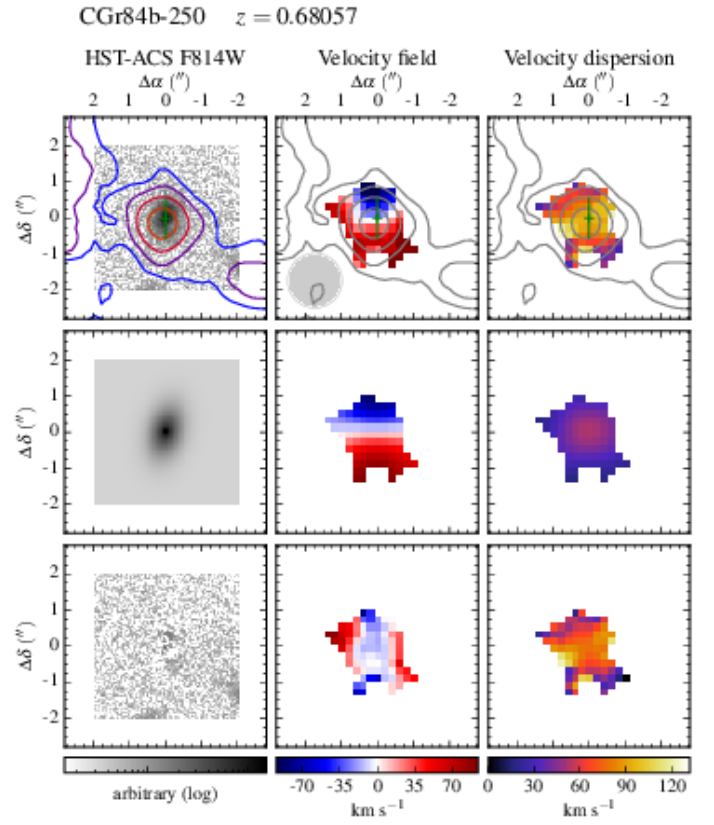 CGr84b-250 z = 0.68057
HST-ACS F814W Velocity field Velocity dispersion
Δα (″) Δα (″) Δα (″)
2 1 0 -1 -2 2 1 0 -1 -2 2 1 0 -1 -2
2
1
0
-1
-2
Δδ (″)
2
1
0
-1
-2
Δδ (″)
2
1
0
-1
-2
Δδ (″)
-70 -35 0 35 70 0 30 60 90 120
arbitrary (log) km s⁻¹ km s⁻¹